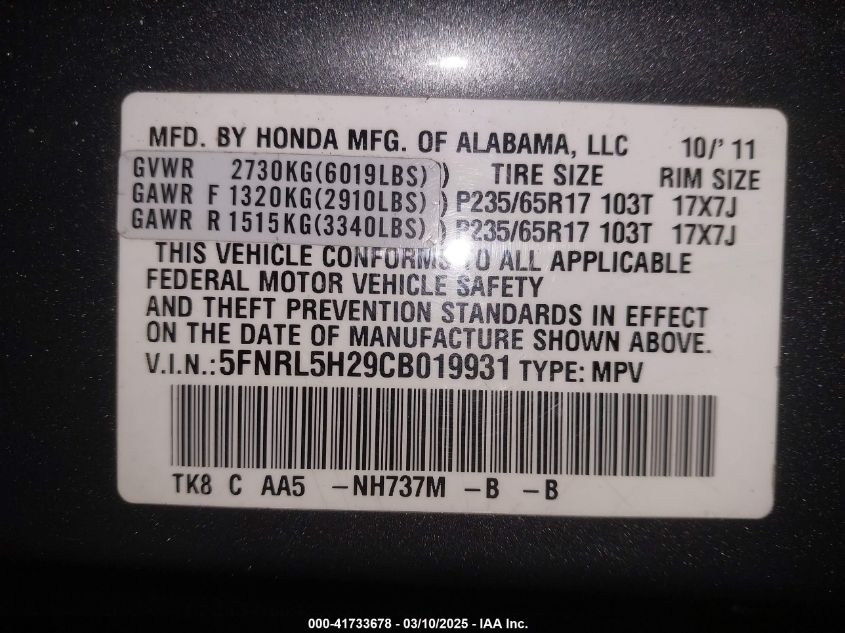 MFD. BY HONDA MFG. OF ALABAMA, LLC 10/' 11
GVWR 2730KG(6019LBS) ) TIRE SIZE RIM SIZE
GAWR F 1320KG(2910LBS) ) P235/65R17 103T 17X7J
GAWR R 1515KG(3340LBS) ) P235/65R17 103T 17X7J
THIS VEHICLE CONFORMS TO ALL APPLICABLE
FEDERAL MOTOR VEHICLE SAFETY
AND THEFT PREVENTION STANDARDS IN EFFECT
ON THE DATE OF MANUFACTURE SHOWN ABOVE.
V.I.N.:5FNRL5H29CB019931 TYPE: MPV
TK8 C AA5 -NH737M -B -B
000-41733678 - 03/10/2025 - IAA Inc.